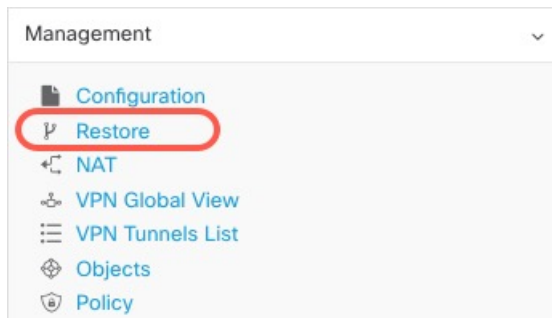 Management
Configuration
Restore
NAT
VPN Global View
VPN Tunnels List
Objects
Policy